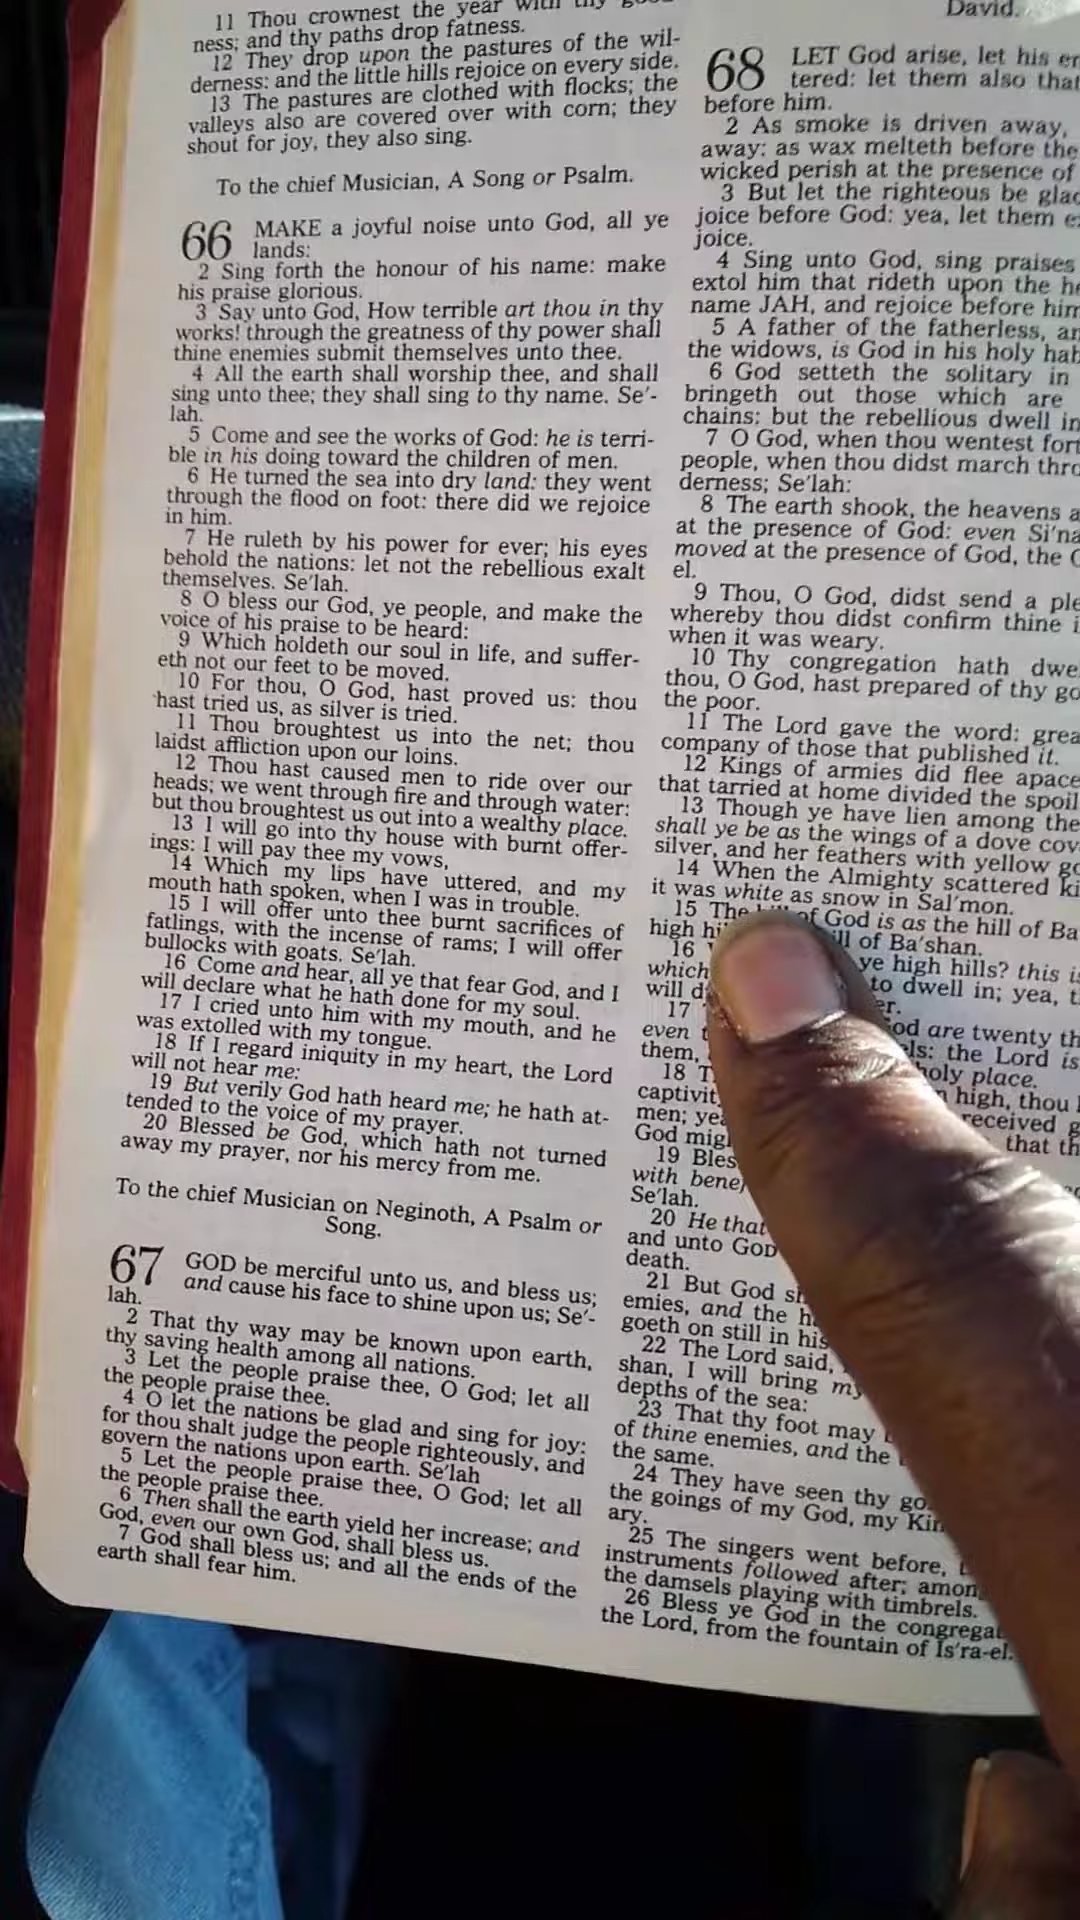 11 Thou crownest the year with thy good-
ness; and thy paths drop fatness.
12 They drop upon the pastures of the wil-
derness: and the little hills rejoice on every side.
13 The pastures are clothed with flocks; the
valleys also are covered over with corn; they
shout for joy, they also sing.
To the chief Musician, A Song or Psalm.
66 MAKE a joyful noise unto God, all ye
lands:
2 Sing forth the honour of his name: make
his praise glorious.
3 Say unto God, How terrible art thou in thy
works! through the greatness of thy power shall
thine enemies submit themselves unto thee.
4 All the earth shall worship thee, and shall
sing unto thee; they shall sing to thy name. Se'-
lah.
5 Come and see the works of God: he is terri-
ble in his doing toward the children of men.
6 He turned the sea into dry land: they went
through the flood on foot: there did we rejoice
in him.
7 He ruleth by his power for ever; his eyes
behold the nations: let not the rebellious exalt
themselves. Se'lah.
8 O bless our God, ye people, and make the
voice of his praise to be heard:
9 Which holdeth our soul in life, and suffer-
eth not our feet to be moved.
10 For thou, O God, hast proved us: thou
hast tried us, as silver is tried.
11 Thou broughtest us into the net; thou
laidst affliction upon our loins.
12 Thou hast caused men to ride over our
heads; we went through fire and through water:
but thou broughtest us out into a wealthy place.
13 I will go into thy house with burnt offer-
ings: I will pay thee my vows,
14 Which my lips have uttered, and my
mouth hath spoken, when I was in trouble.
15 I will offer unto thee burnt sacrifices of
fatlings, with the incense of rams; I will offer
bullocks with goats. Se'lah.
16 Come and hear, all ye that fear God, and I
will declare what he hath done for my soul.
17 I cried unto him with my mouth, and he
was extolled with my tongue.
18 If I regard iniquity in my heart, the Lord
will not hear me:
19 But verily God hath heard me; he hath at-
tended to the voice of my prayer.
20 Blessed be God, which hath not turned
away my prayer, nor his mercy from me.
To the chief Musician on Neginoth, A Psalm or
Song.
67 GOD be merciful unto us, and bless us;
and cause his face to shine upon us; Se'-
lah.
2 That thy way may be known upon earth,
thy saving health among all nations.
3 Let the people praise thee, O God; let all
the people praise thee.
4 O let the nations be glad and sing for joy:
for thou shalt judge the people righteously, and
govern the nations upon earth. Se'lah
5 Let the people praise thee, O God; let all
the people praise thee.
6 Then shall the earth yield her increase; and
God, even our own God, shall bless us.
7 God shall bless us; and all the ends of the
earth shall fear him.
David.
68 LET God arise, let his
tered: let them also that
before him.
2 As smoke is driven away,
away: as wax melteth before the
wicked perish at the presence of
3 But let the righteous be
joice before God: yea, let them
joice.
4 Sing unto God, sing praises
extol him that rideth upon the
name JAH, and rejoice before him
5 A father of the fatherless,
the widows, is God in his holy
6 God setteth the solitary in
bringeth out those which are
chains: but the rebellious dwell in
7 O God, when thou wentest
people, when thou didst march
derness; Se'lah:
8 The earth shook, the heavens
at the presence of God: even
moved at the presence of God, the
el.
9 Thou, O God, didst send a
whereby thou didst confirm thine
when it was weary.
10 Thy congregation hath
thou, O God, hast prepared of thy
the poor.
11 The Lord gave the word:
company of those that published it.
12 Kings of armies did flee apace
that tarried at home divided the spoil
13 Though ye have lien among the
shall ye be as the wings of a dove
silver, and her feathers with yellow
14 When the Almighty scattered
it was white as snow in Sal'mon.
15 The of God is as the hill of
high of Ba'shan.
16 ye high hills? this
which to dwell in; yea,
will
17 are twenty
even the Lord is
them, holy place.
18 high, thou
received
men; that
God
19
with
Se'lah.
20 He that
and unto GOD
death.
21 But God
emies, and the
goeth on still in his
22 The Lord said,
shan, I will bring my
depths of the sea:
23 That thy foot may
of thine enemies, and the
the same.
24 They have seen thy
the goings of my God, my
ary.
25 The singers went before,
instruments followed after;
the damsels playing with timbrels.
26 Bless ye God in the
the Lord, from the fountain of Is'ra-el.